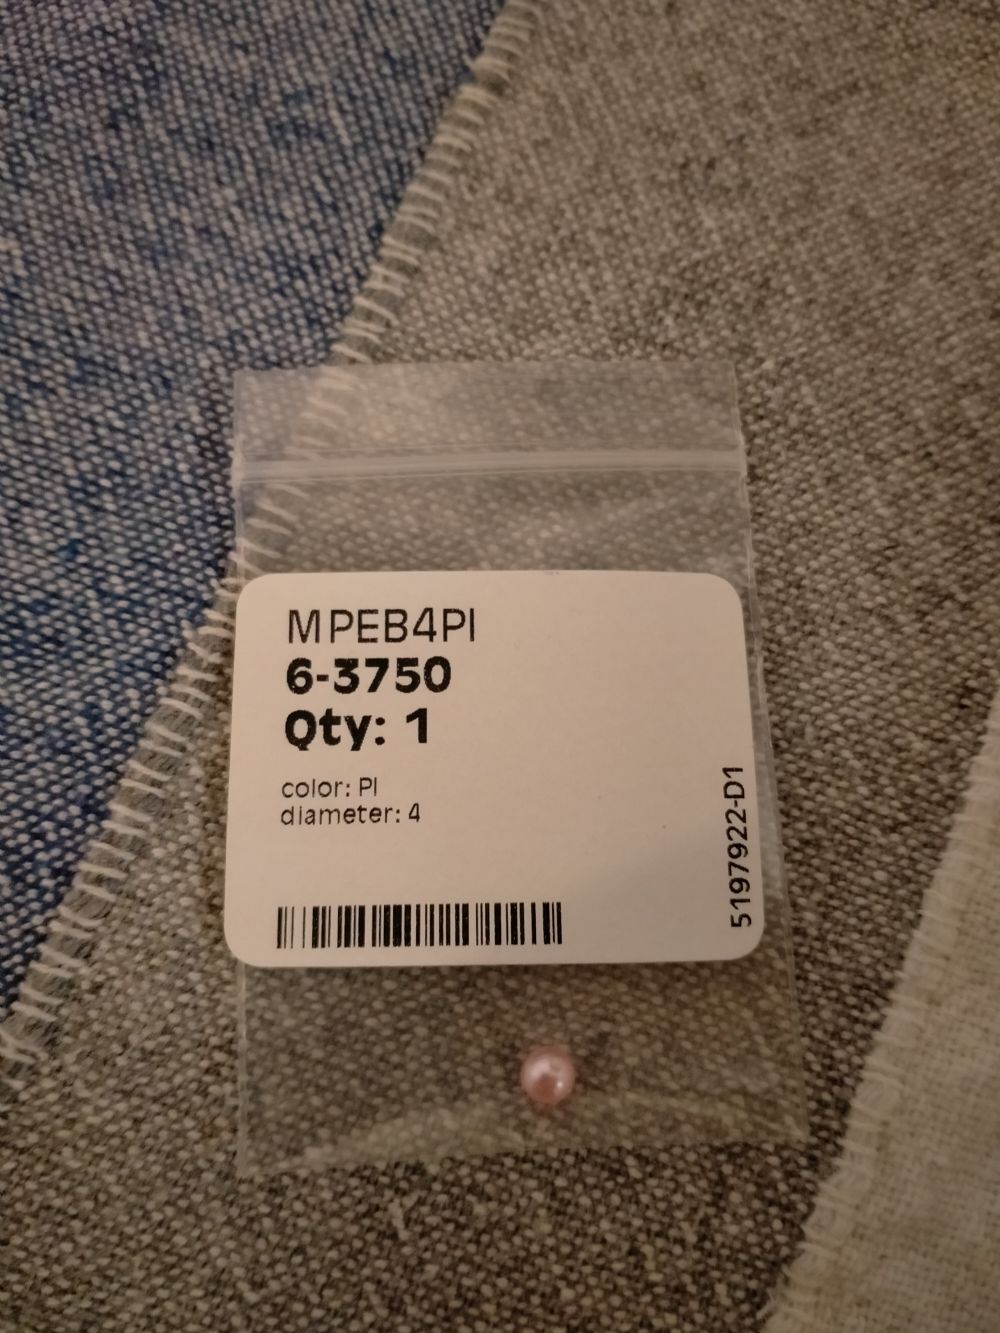 MPEB4PI
6-3750
Qty: 1
color: PI
diameter: 4
5197922-D1